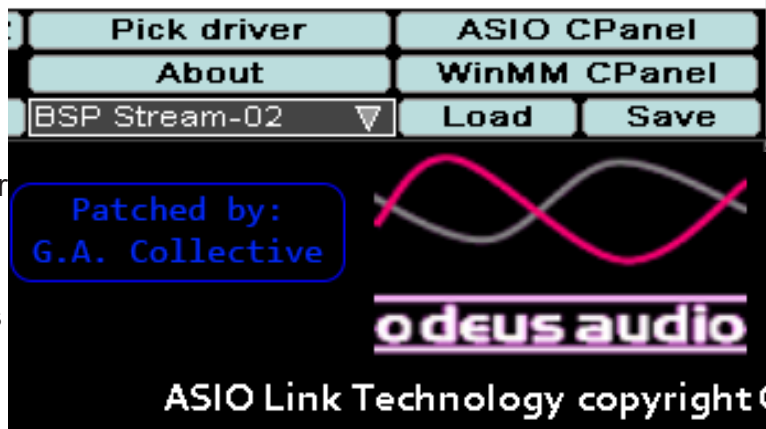 Pick driver
ASIO CPanel
About
WinMM CPanel
BSP Stream-02
Load
Save
Patched by:
G.A. Collective
odeus audio
ASIO Link Technology copyright